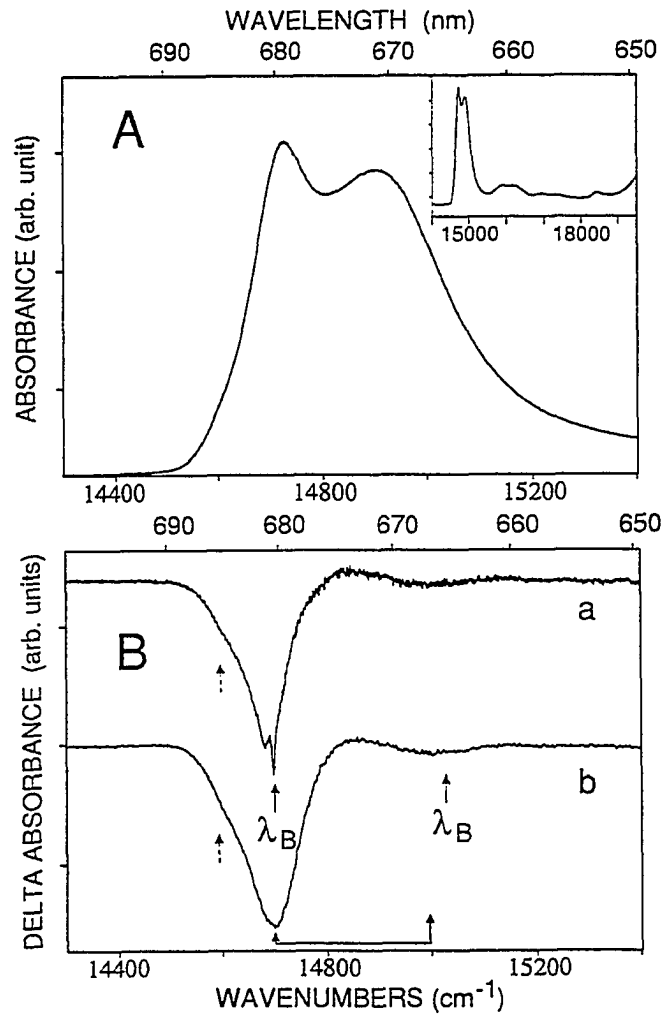 WAVELENGTH (nm)
690 680 670 660 650
A
ABSORBANCE (arb. unit)
15000 18000
14400 14800 15200
690 680 670 660 650
DELTA ABSORBANCE (arb. units)
B
a
λB
λB
b
14400 14800 15200
WAVENUMBERS (cm-1)